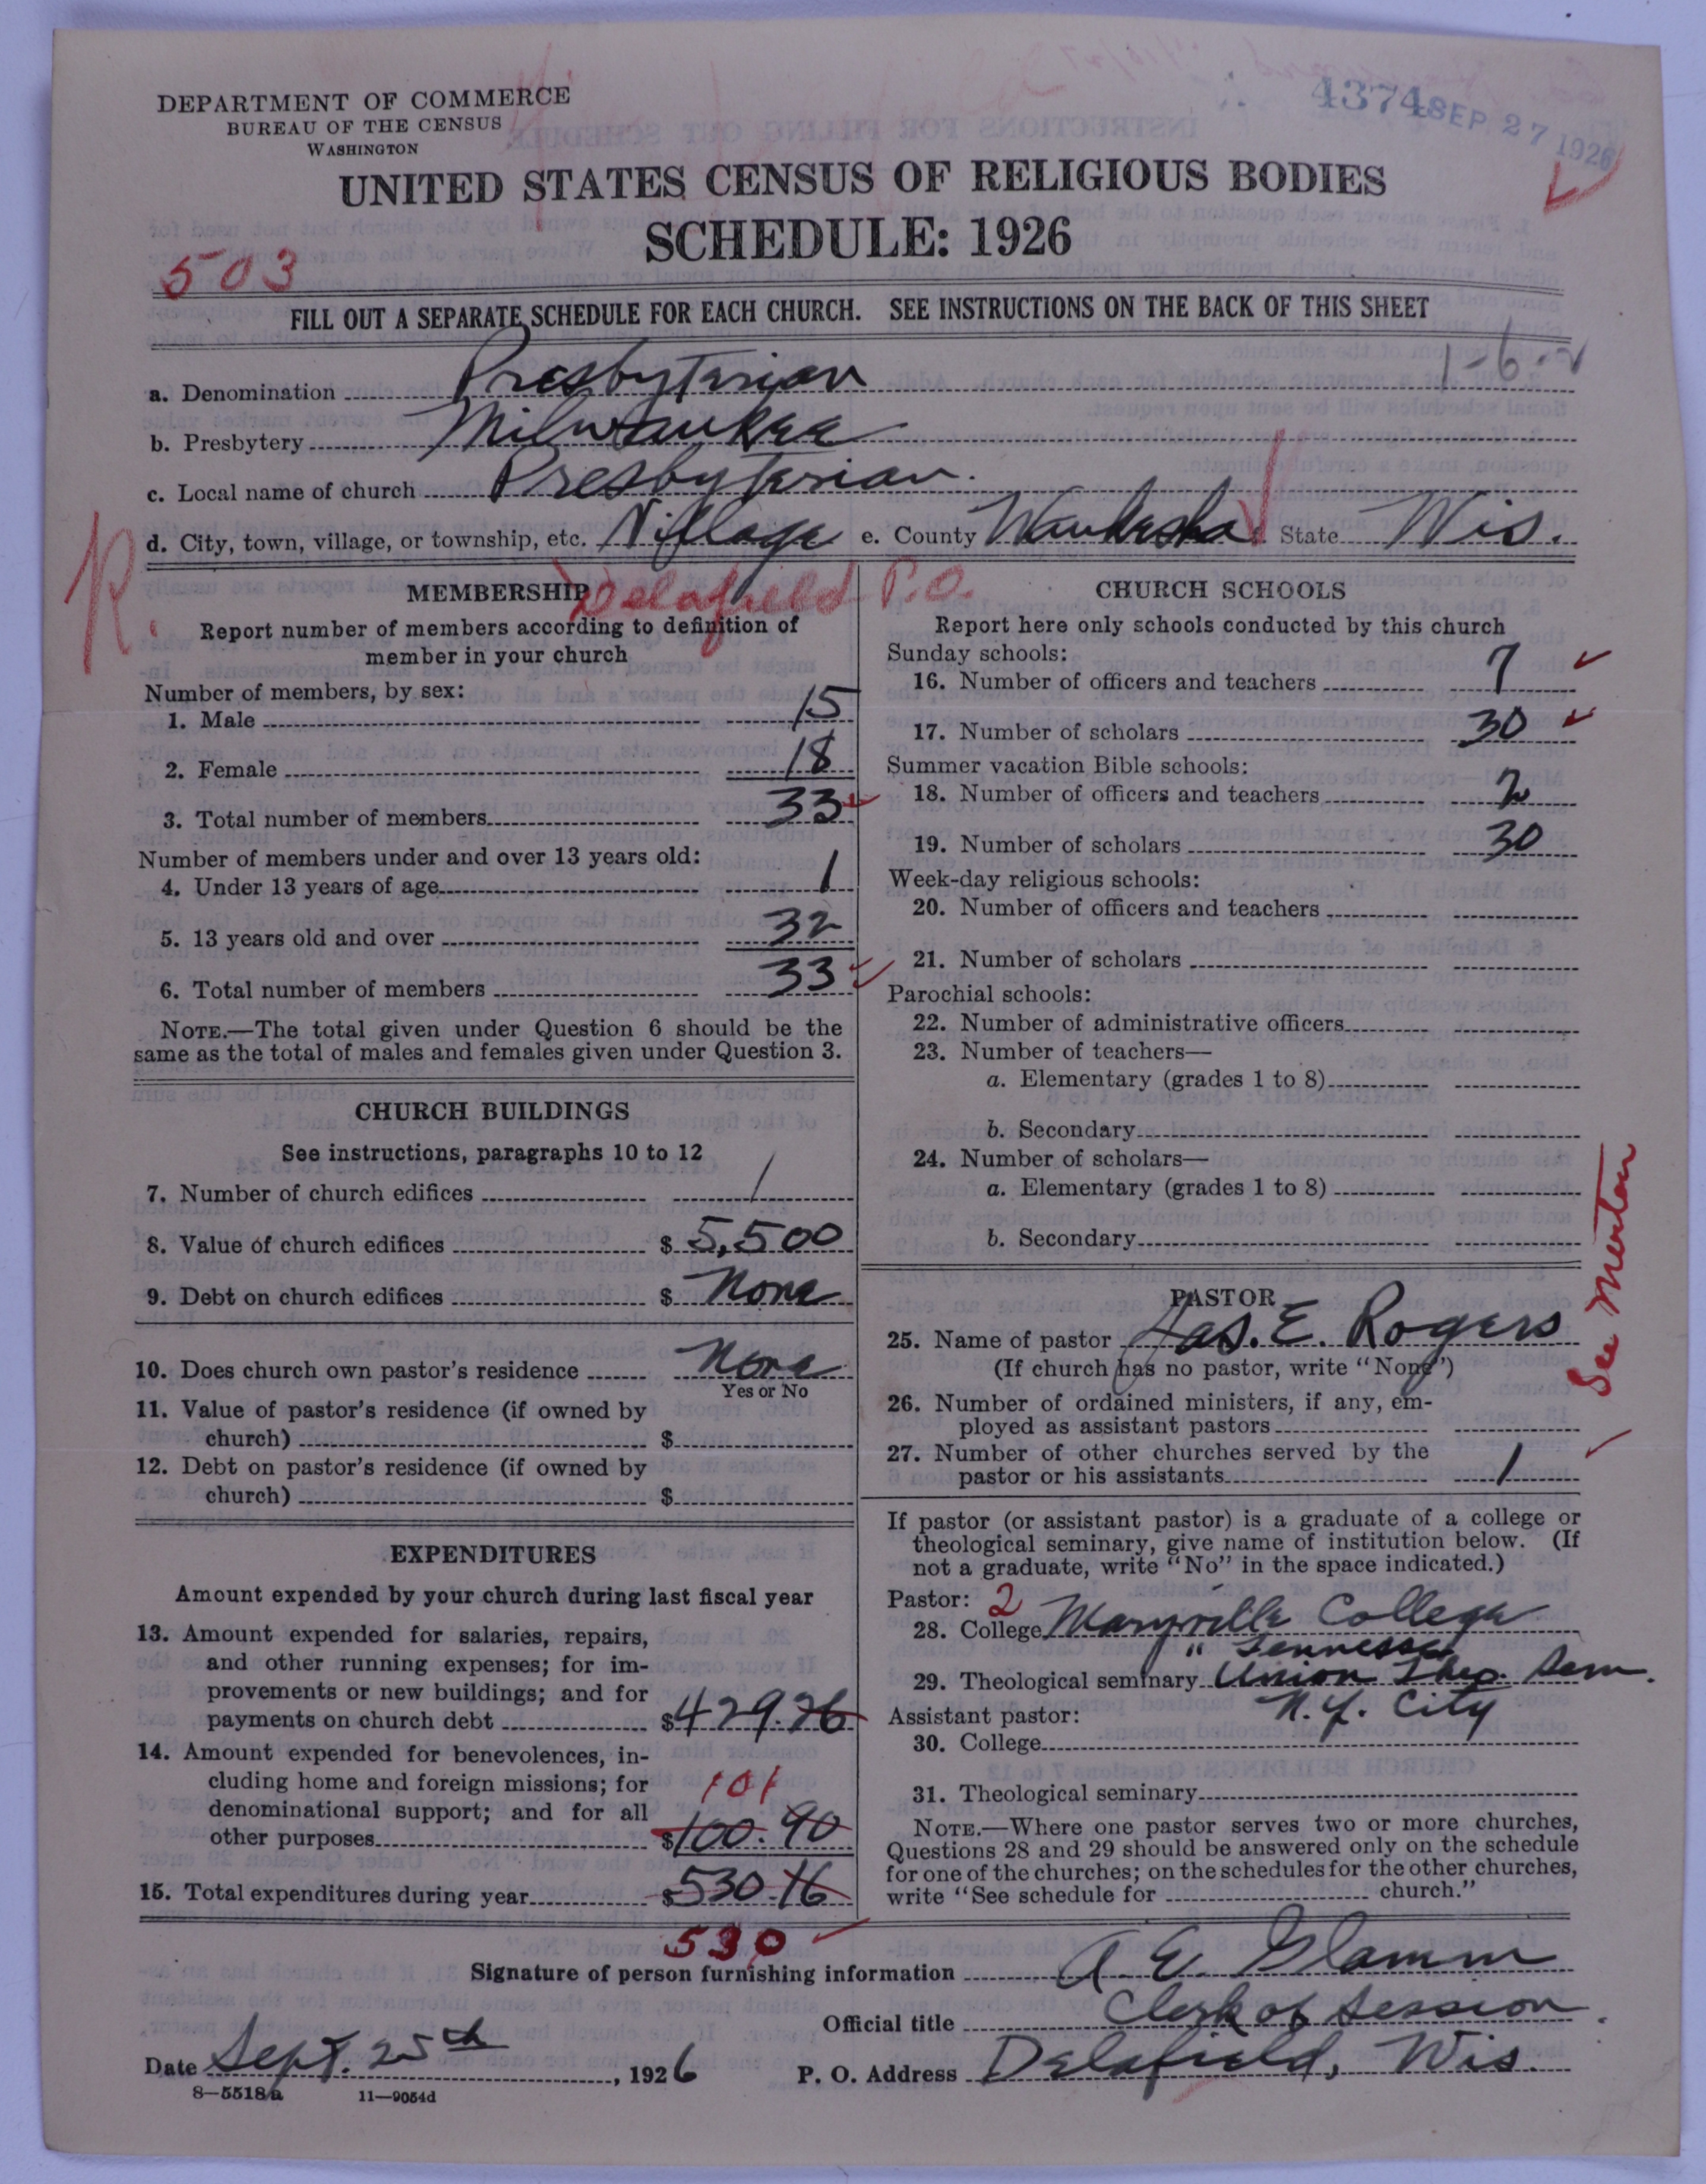 DEPARTMENT OF COMMERCE
BUREAU OF THE CENSUS
WASHINGTON
4374
SEP 27 1926
UNITED STATES CENSUS OF RELIGIOUS BODIES
SCHEDULE: 1926
503
FILL OUT A SEPARATE SCHEDULE FOR EACH CHURCH. SEE INSTRUCTIONS ON THE BACK OF THIS SHEET
1-6-2
a. Denomination Presbyterian
b. Presbytery Milwaukee
c. Local name of church Presbyterian.
d. City, town, village, or township, etc. Village e. County Waukesha State Wis.
R.
Delafield P.O.
MEMBERSHIP
Report number of members according to definition of
member in your church
Number of members, by sex:
1. Male 15
2. Female 18
3. Total number of members 33
Number of members under and over 13 years old:
4. Under 13 years of age 1
5. 13 years old and over 32
6. Total number of members 33
NOTE.—The total given under Question 6 should be the
same as the total of males and females given under Question 3.
CHURCH BUILDINGS
See instructions, paragraphs 10 to 12
7. Number of church edifices 1
8. Value of church edifices $ 5,500
9. Debt on church edifices $ None
10. Does church own pastor's residence None
Yes or No
11. Value of pastor's residence (if owned by
church) $
12. Debt on pastor's residence (if owned by
church) $
EXPENDITURES
Amount expended by your church during last fiscal year
13. Amount expended for salaries, repairs,
and other running expenses; for im-
provements or new buildings; and for
payments on church debt $429.26
14. Amount expended for benevolences, in-
cluding home and foreign missions; for
101
denominational support; and for all
other purposes $100.90
15. Total expenditures during year $530.16
530
CHURCH SCHOOLS
Report here only schools conducted by this church
Sunday schools:
16. Number of officers and teachers 7
17. Number of scholars 30
Summer vacation Bible schools:
18. Number of officers and teachers 2
19. Number of scholars 30
Week-day religious schools:
20. Number of officers and teachers
21. Number of scholars
Parochial schools:
22. Number of administrative officers
23. Number of teachers—
a. Elementary (grades 1 to 8)
b. Secondary
24. Number of scholars—
a. Elementary (grades 1 to 8)
b. Secondary
See Merton
PASTOR
25. Name of pastor Jas. E. Rogers
(If church has no pastor, write "None")
26. Number of ordained ministers, if any, em-
ployed as assistant pastors
27. Number of other churches served by the
pastor or his assistants 1
If pastor (or assistant pastor) is a graduate of a college or
theological seminary, give name of institution below. (If
not a graduate, write "No" in the space indicated.)
Pastor: 2
28. College Maryville College
" Tennessee
29. Theological seminary Union Theo. Sem.
N.Y. City
Assistant pastor:
30. College
31. Theological seminary
NOTE.—Where one pastor serves two or more churches,
Questions 28 and 29 should be answered only on the schedule
for one of the churches; on the schedules for the other churches,
write "See schedule for church."
Signature of person furnishing information A. E. Glamm
Official title Clerk of Session.
Date Sept. 25th, 1926 P. O. Address Delafield, Wis.
8—5518a 11—9054d